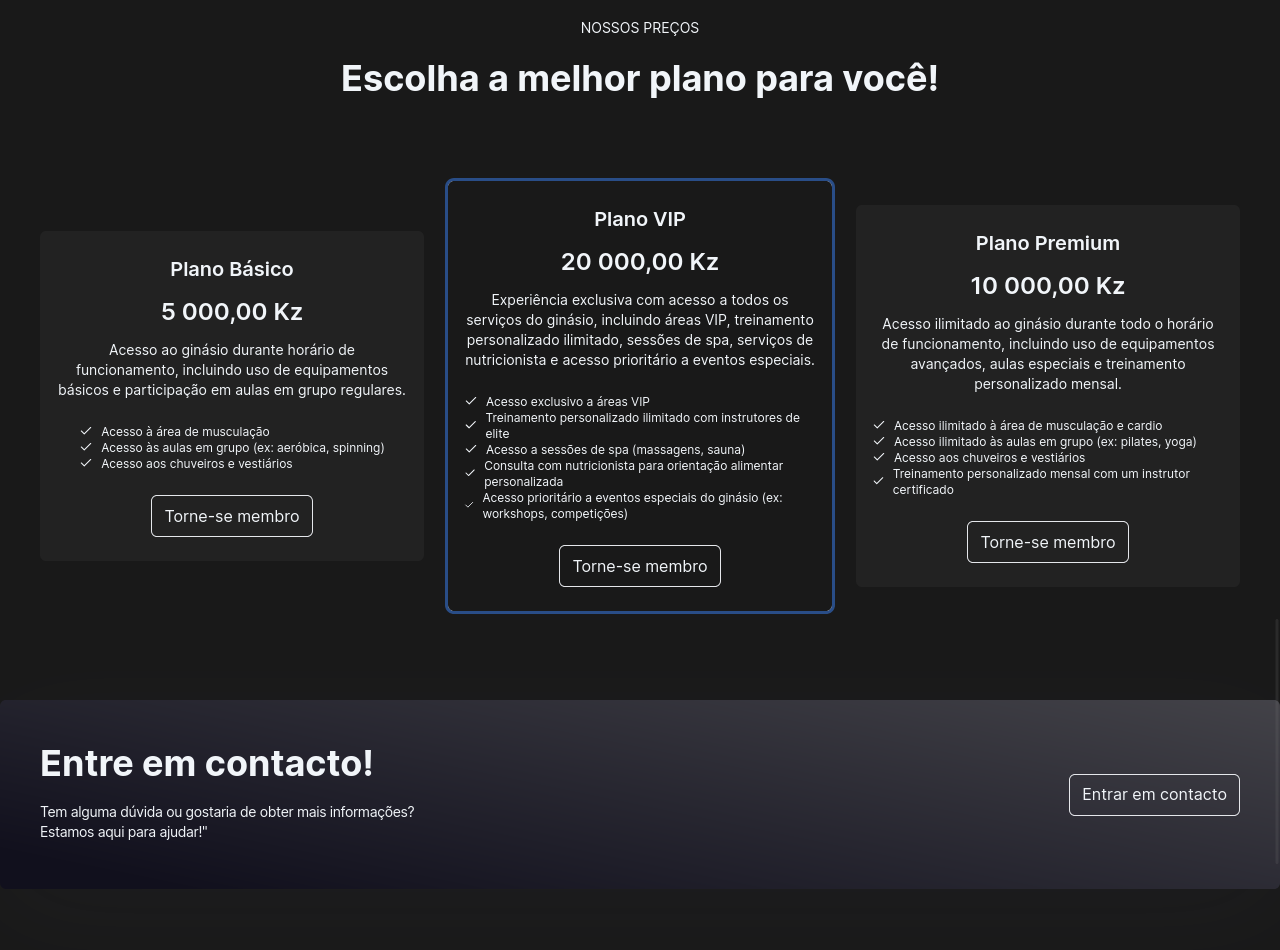 NOSSOS PREÇOS
Escolha a melhor plano para você!
Plano Básico
5 000,00 Kz
Acesso ao ginásio durante horário de
funcionamento, incluindo uso de equipamentos
básicos e participação em aulas em grupo regulares.
Acesso à área de musculação
Acesso às aulas em grupo (ex: aeróbica, spinning)
Acesso aos chuveiros e vestiários
Torne-se membro
Plano VIP
20 000,00 Kz
Experiência exclusiva com acesso a todos os
serviços do ginásio, incluindo áreas VIP, treinamento
personalizado ilimitado, sessões de spa, serviços de
nutricionista e acesso prioritário a eventos especiais.
Acesso exclusivo a áreas VIP
Treinamento personalizado ilimitado com instrutores de
elite
Acesso a sessões de spa (massagens, sauna)
Consulta com nutricionista para orientação alimentar
personalizada
Acesso prioritário a eventos especiais do ginásio (ex:
workshops, competições)
Torne-se membro
Plano Premium
10 000,00 Kz
Acesso ilimitado ao ginásio durante todo o horário
de funcionamento, incluindo uso de equipamentos
avançados, aulas especiais e treinamento
personalizado mensal.
Acesso ilimitado à área de musculação e cardio
Acesso ilimitado às aulas em grupo (ex: pilates, yoga)
Acesso aos chuveiros e vestiários
Treinamento personalizado mensal com um instrutor
certificado
Torne-se membro
Entre em contacto!
Tem alguma dúvida ou gostaria de obter mais informações?
Estamos aqui para ajudar!"
Entrar em contacto